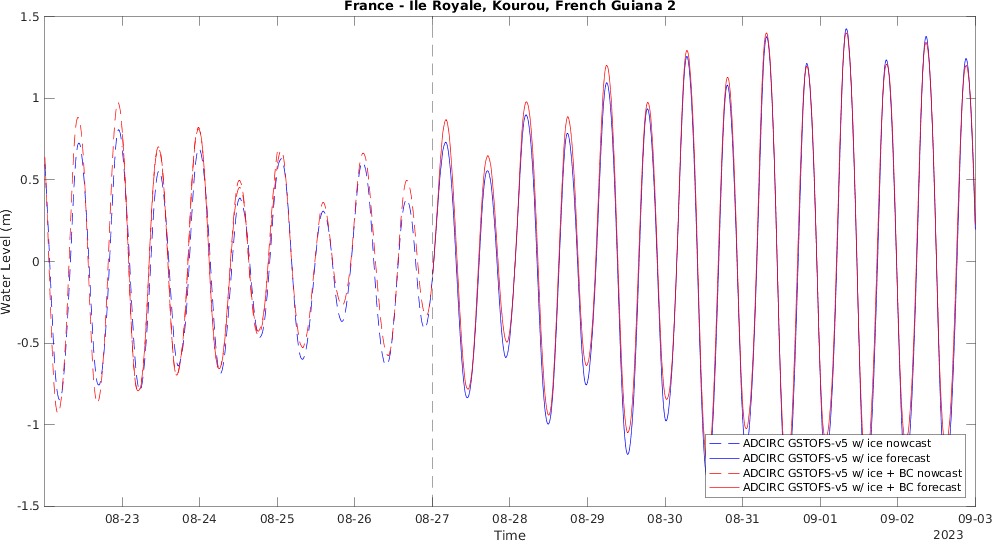 France - Ile Royale, Kourou, French Guiana 2
1.5
1
0.5
0
-0.5
-1
-1.5
Water Level (m)
ADCIRC GSTOFS-v5 w/ ice nowcast
ADCIRC GSTOFS-v5 w/ ice forecast
ADCIRC GSTOFS-v5 w/ ice + BC nowcast
ADCIRC GSTOFS-v5 w/ ice + BC forecast
08-23 08-24 08-25 08-26 08-27 08-28 08-29 08-30 08-31 09-01 09-02 09-03
Time
2023